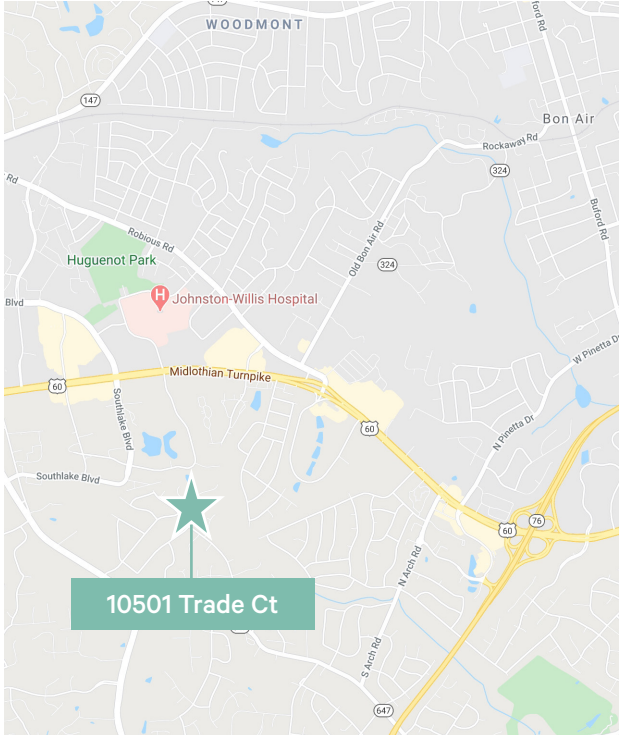 WOODMONT
Buford Rd
147
Bon Air
Rockaway Rd
324
Rd
Robious Rd
Old Bon Air Rd
324
Buford Rd
Huguenot Park
H
Johnston-Willis Hospital
Blvd
W Pinetta Dr
60
Midlothian Turnpike
Southlake Blvd
60
N Pinetta Dr
Southlake Blvd
76
60
N Arch Rd
10501 Trade Ct
S Arch Rd
647